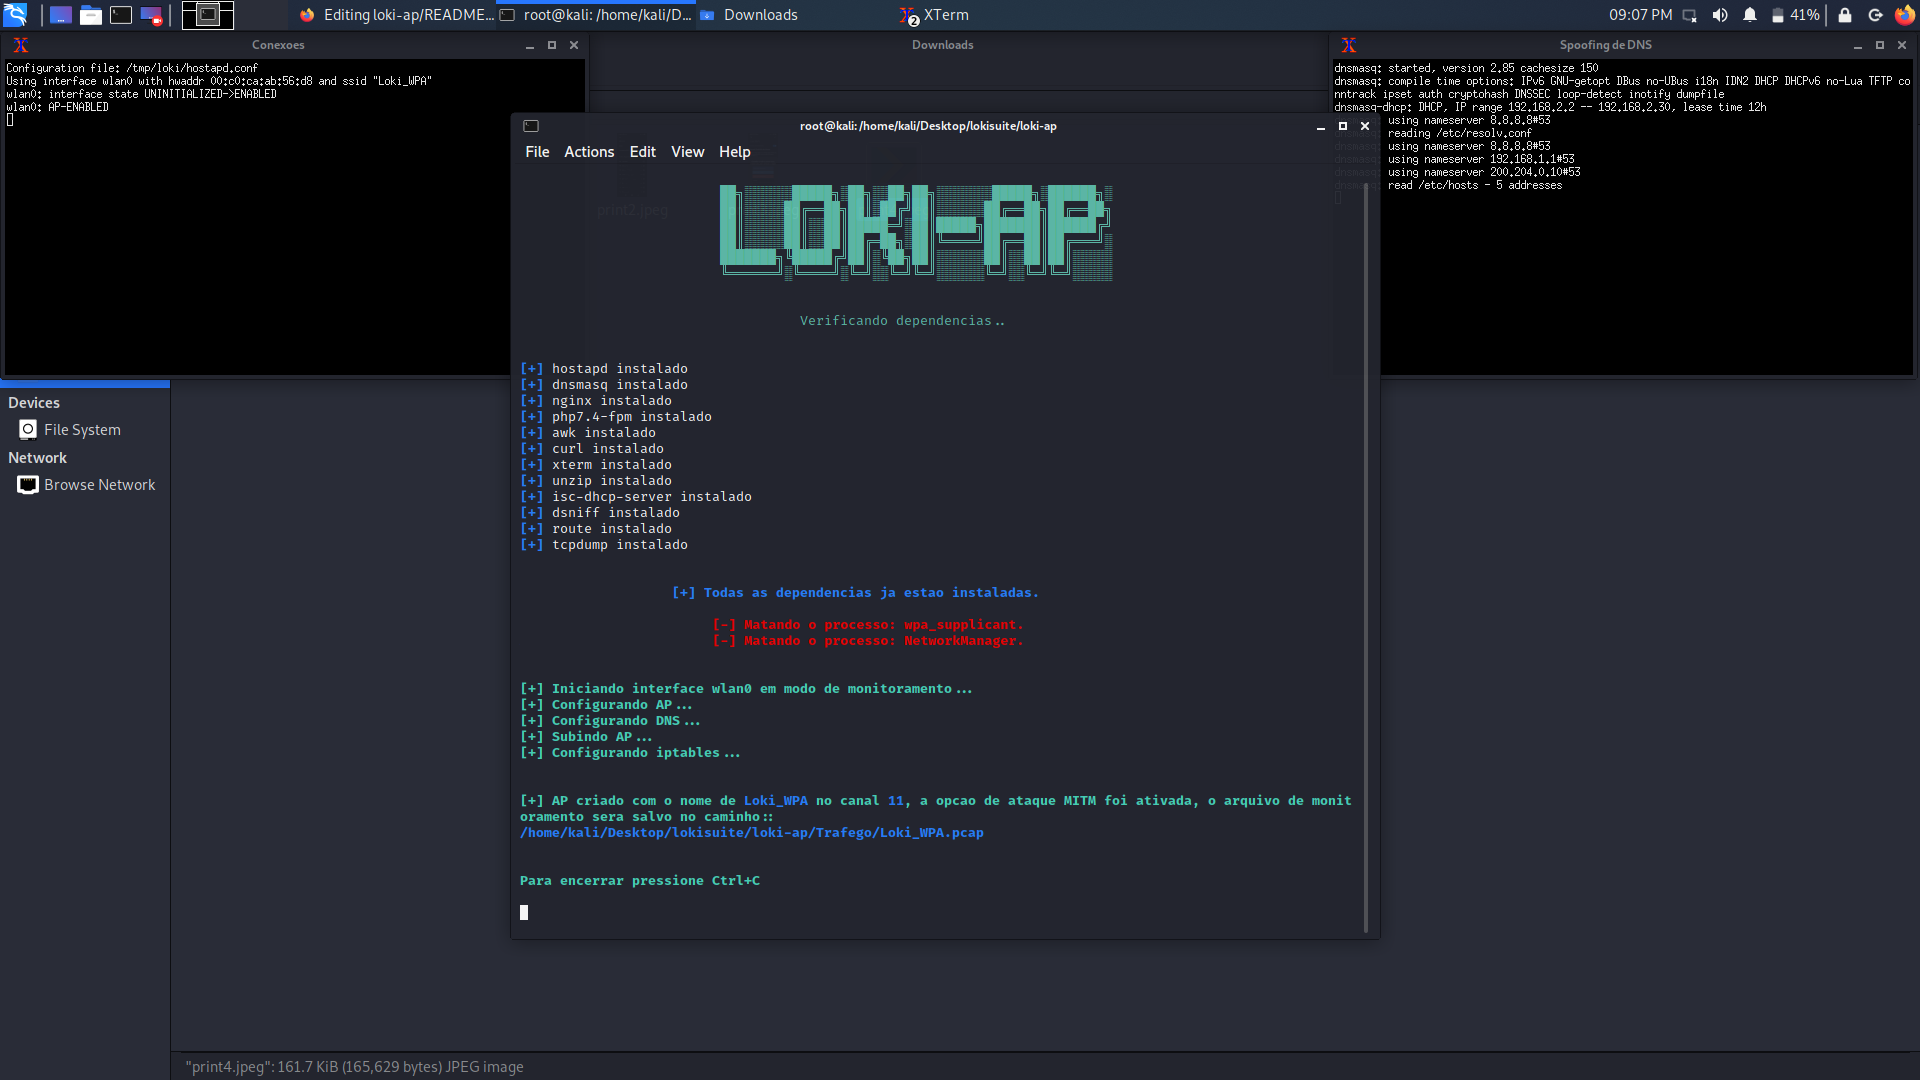 Editing loki-ap/README...
root@kali: /home/kali/D...
Downloads
2
XTerm
09:07 PM
41%
Conexoes
Configuration file: /tmp/loki/hostapd.conf
Using interface wlan0 with hwaddr 00:c0:ca:ab:56:d8 and ssid "Loki_WPA"
wlan0: interface state UNINITIALIZED->ENABLED
wlan0: AP-ENABLED
Downloads
Spoofing de DNS
dnsmasq: started, version 2.85 cachesize 150
dnsmasq: compile time options: IPv6 GNU-getopt DBus no-UBus i18n IDN2 DHCP DHCPv6 no-Lua TFTP co
nntrack ipset auth cryptohash DNSSEC loop-detect inotify dumpfile
dnsmasq-dhcp: DHCP, IP range 192.168.2.2 -- 192.168.2.30, lease time 12h
dnsmasq: using nameserver 8.8.8.8#53
dnsmasq: reading /etc/resolv.conf
dnsmasq: using nameserver 8.8.8.8#53
dnsmasq: using nameserver 192.168.1.1#53
dnsmasq: using nameserver 200.204.0.10#53
dnsmasq: read /etc/hosts - 5 addresses
root@kali: /home/kali/Desktop/lokisuite/loki-ap
File Actions Edit View Help
LOKI-AP
print2.jpeg
Verificando dependencias..
[+] hostapd instalado
[+] dnsmasq instalado
[+] nginx instalado
[+] php7.4-fpm instalado
[+] awk instalado
[+] curl instalado
[+] xterm instalado
[+] unzip instalado
[+] isc-dhcp-server instalado
[+] dsniff instalado
[+] route instalado
[+] tcpdump instalado
[+] Todas as dependencias ja estao instaladas.
[-] Matando o processo: wpa_supplicant.
[-] Matando o processo: NetworkManager.
[+] Iniciando interface wlan0 em modo de monitoramento...
[+] Configurando AP...
[+] Configurando DNS...
[+] Subindo AP...
[+] Configurando iptables...
[+] AP criado com o nome de Loki_WPA no canal 11, a opcao de ataque MITM foi ativada, o arquivo de monit
oramento sera salvo no caminho::
/home/kali/Desktop/lokisuite/loki-ap/Trafego/Loki_WPA.pcap
Para encerrar pressione Ctrl+C
Devices
File System
Network
Browse Network
"print4.jpeg": 161.7 KiB (165,629 bytes) JPEG image